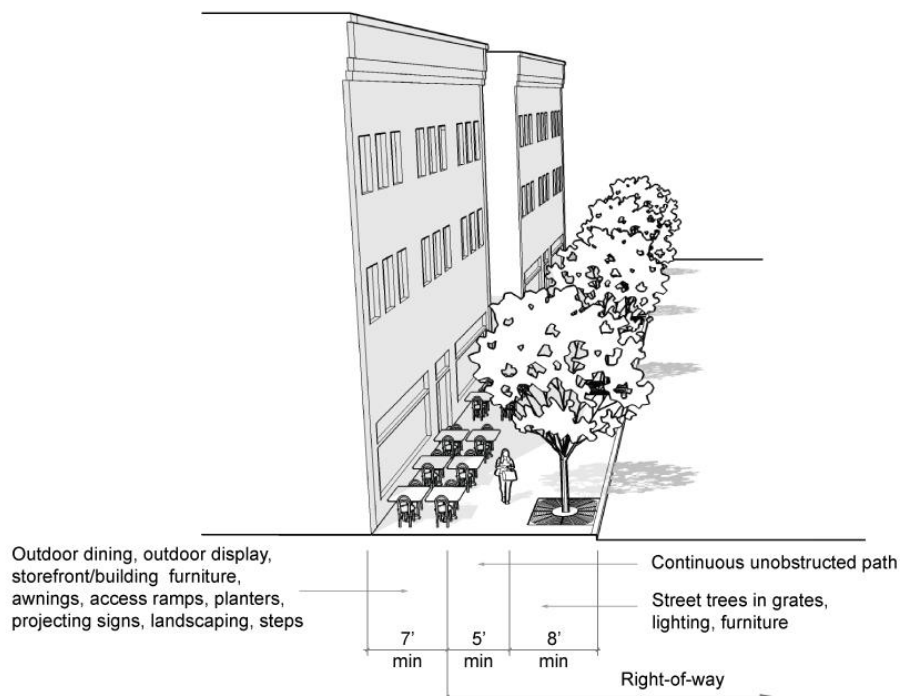 Outdoor dining, outdoor display,
storefront/building furniture,
awnings, access ramps, planters,
projecting signs, landscaping, steps
Continuous unobstructed path
Street trees in grates,
lighting, furniture
7’
min
5’
min
8’
min
Right-of-way